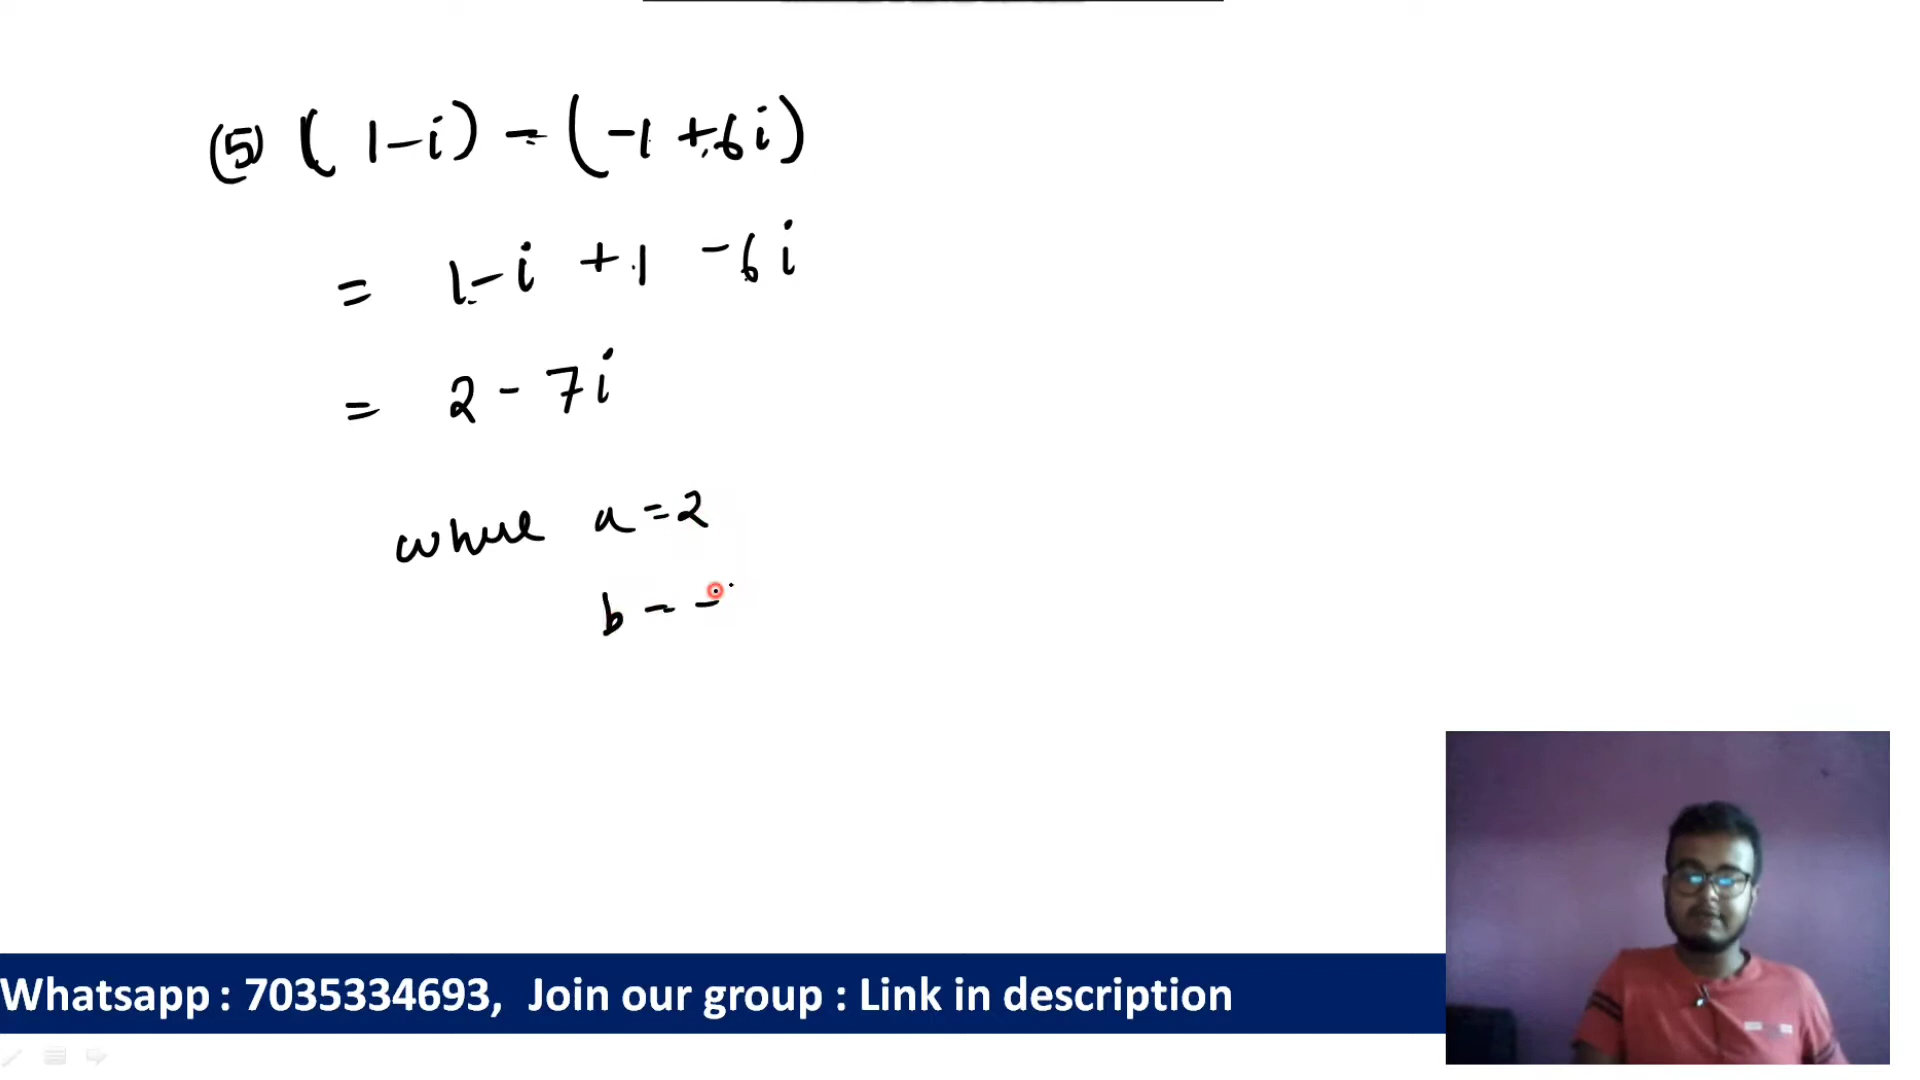 (5) (1-i) - (-1 +6i)
= 1-i +1 -6i
= 2 - 7i
where a = 2
b = -
Whatsapp : 7035334693, Join our group : Link in description